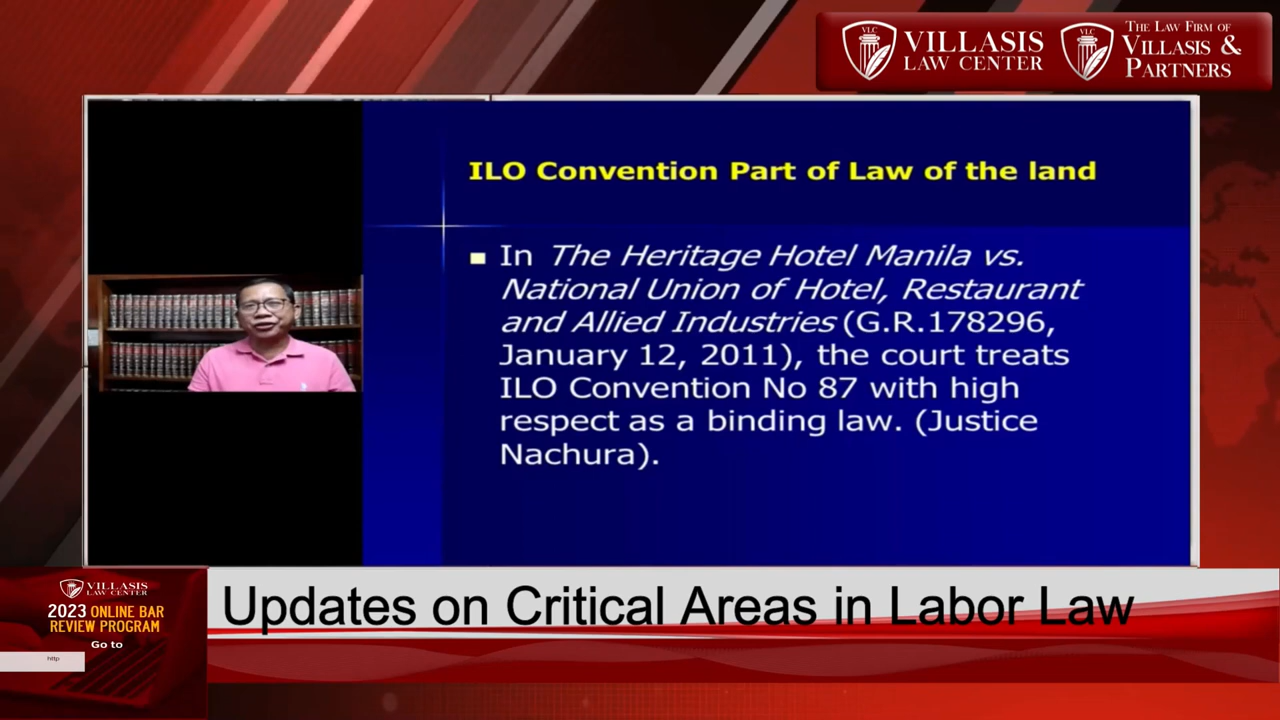 VLC
VILLASIS
LAW CENTER
VLC
THE LAW FIRM OF
VILLASIS &
PARTNERS
ILO Convention Part of Law of the land
In The Heritage Hotel Manila vs.
National Union of Hotel, Restaurant
and Allied Industries (G.R.178296,
January 12, 2011), the court treats
ILO Convention No 87 with high
respect as a binding law. (Justice
Nachura).
VILLASIS
LAW CENTER
2023 ONLINE BAR
REVIEW PROGRAM
Go to
http
Updates on Critical Areas in Labor Law